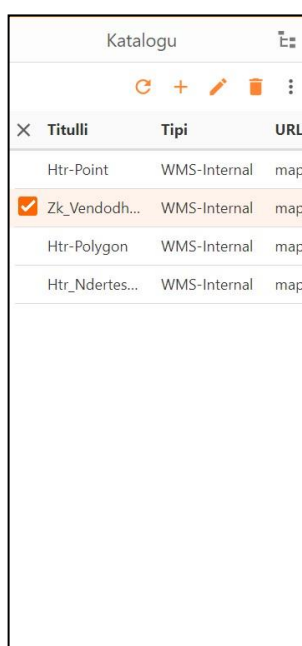 Katalogu
Titulli Tipi URL
Htr-Point WMS-Internal map
Zk_Vendodh... WMS-Internal map
Htr-Polygon WMS-Internal map
Htr_Ndertes... WMS-Internal map